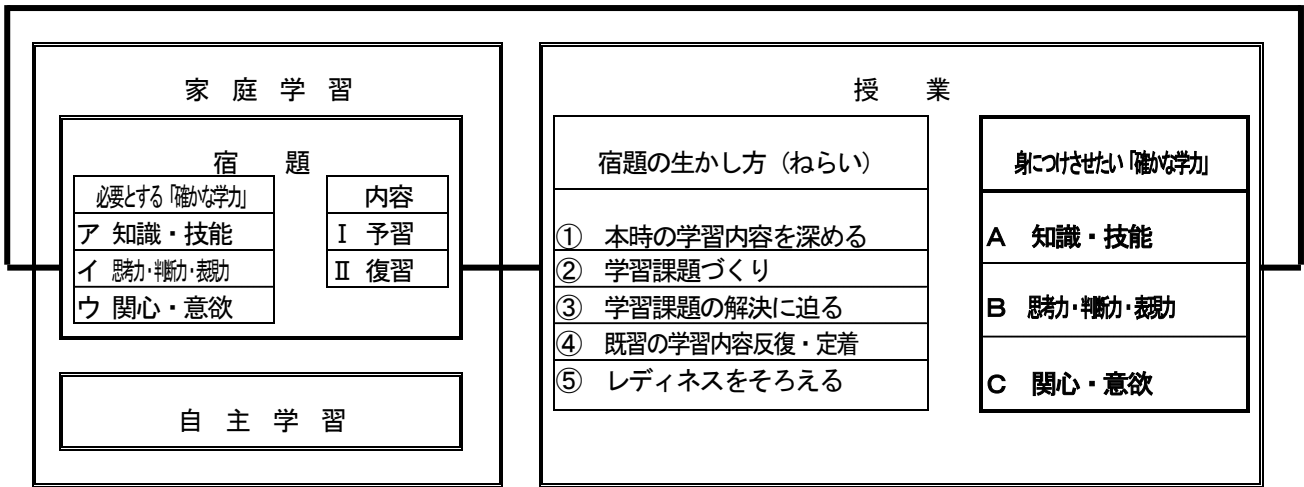 家 庭 学 習
宿 題
必要とする「確かな学力」
ア 知識・技能
イ 思考力・判断力・表現力
ウ 関心・意欲
内容
Ⅰ 予習
Ⅱ 復習
自 主 学 習
授 業
宿題の生かし方（ねらい）
① 本時の学習内容を深める
② 学習課題づくり
③ 学習課題の解決に迫る
④ 既習の学習内容反復・定着
⑤ レディネスをそろえる
身につけさせたい「確かな学力」
A 知識・技能
B 思考力・判断力・表現力
C 関心・意欲